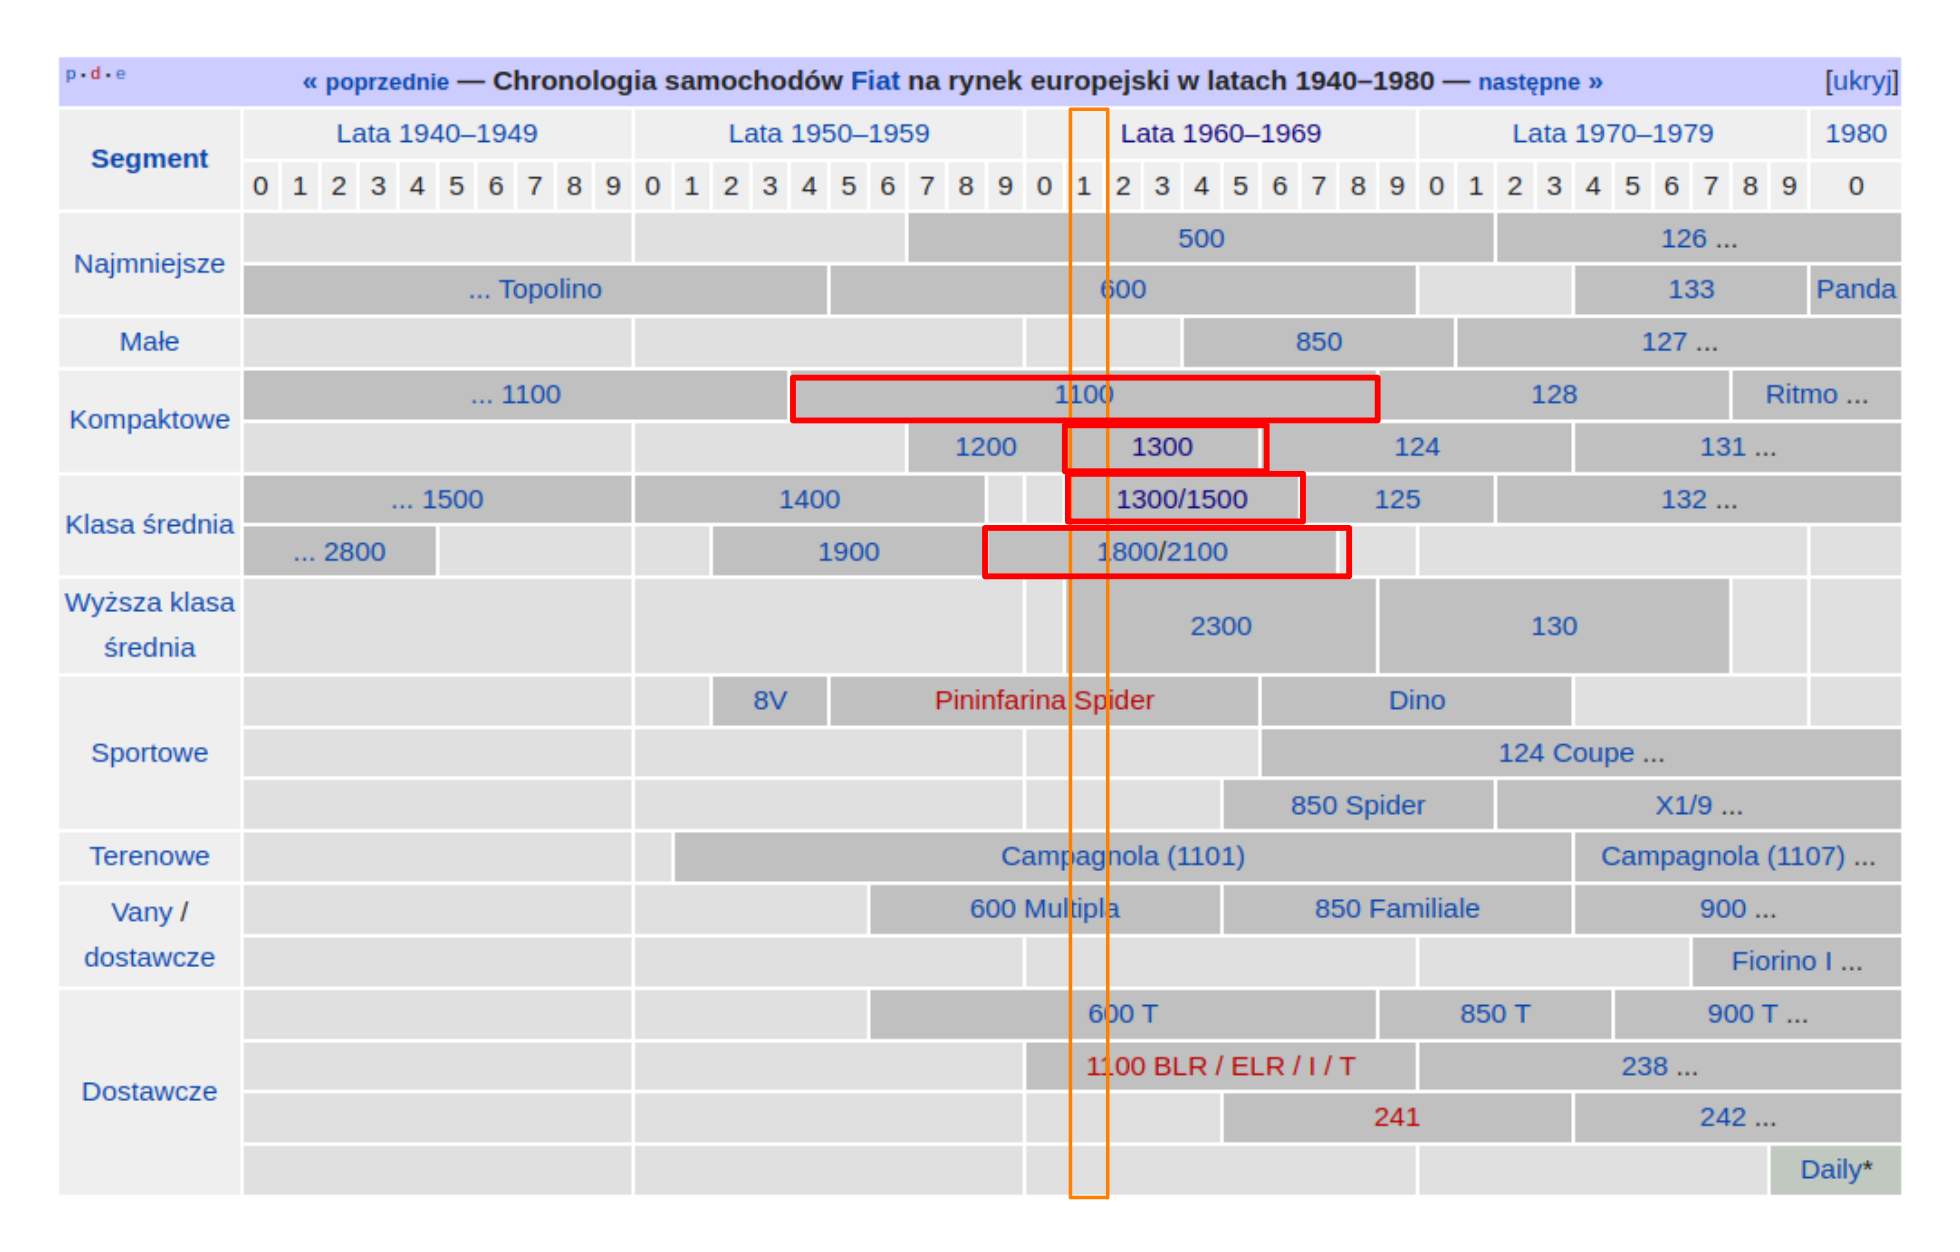 p · d · e « poprzednie — Chronologia samochodów Fiat na rynek europejski w latach 1940–1980 — następne » [ukryj]
Segment Lata 1940–1949 Lata 1950–1959 Lata 1960–1969 Lata 1970–1979 1980
0 1 2 3 4 5 6 7 8 9 0 1 2 3 4 5 6 7 8 9 0 1 2 3 4 5 6 7 8 9 0 1 2 3 4 5 6 7 8 9 0
Najmniejsze 500 126 ...
... Topolino 600 133 Panda
Małe 850 127 ...
Kompaktowe ... 1100 1100 128 Ritmo ...
1200 1300 124 131 ...
Klasa średnia ... 1500 1400 1300/1500 125 132 ...
... 2800 1900 1800/2100
Wyższa klasa
średnia 2300 130
Sportowe 8V Pininfarina Spider Dino
124 Coupe ...
850 Spider X1/9 ...
Terenowe Campagnola (1101) Campagnola (1107) ...
Vany /
dostawcze 600 Multipla 850 Familiale 900 ...
Fiorino I ...
Dostawcze 600 T 850 T 900 T ...
1100 BLR / ELR / I / T 238 ...
241 242 ...
Daily*